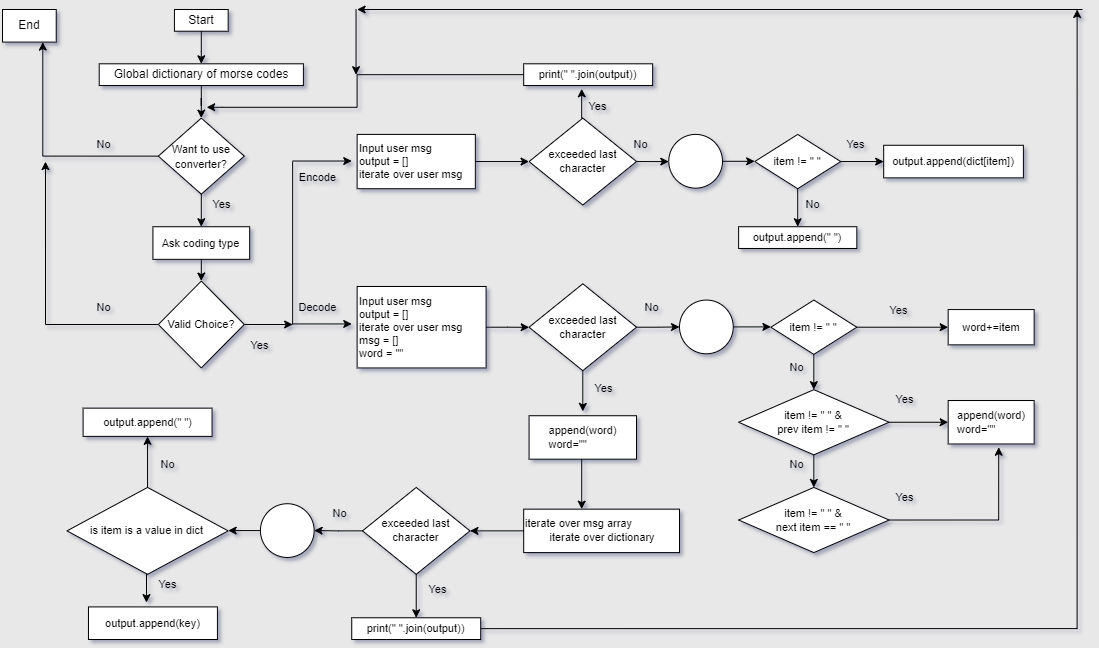 End
Start
Global dictionary of morse codes
print(" ".join(output))
Yes
No
Want to use
converter?
Input user msg
output = []
iterate over user msg
exceeded last
character
No
item != " "
Yes
output.append(dict[item])
Encode
Yes
No
Ask coding type
output.append(" ")
No
Valid Choice?
Yes
Decode
Input user msg
output = []
iterate over user msg
msg = []
word = ""
exceeded last
character
No
item != " "
Yes
word+=item
No
Yes
append(word)
word=""
item != " " &
prev item != " "
Yes
append(word)
word=""
No
item != " " &
next item == " "
Yes
output.append(" ")
No
is item is a value in dict
No
exceeded last
character
iterate over msg array
iterate over dictionary
Yes
output.append(key)
Yes
print(" ".join(output))